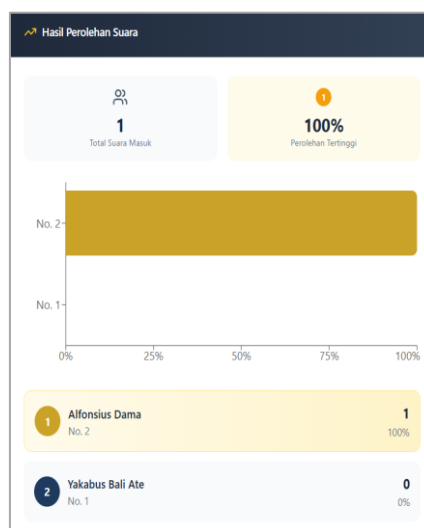 Hasil Perolehan Suara
1
Total Suara Masuk
1
100%
Perolehan Tertinggi
No. 2
No. 1
0% 25% 50% 75% 100%
1 Alfonsius Dama 1
No. 2 100%
2 Yakabus Bali Ate 0
No. 1 0%